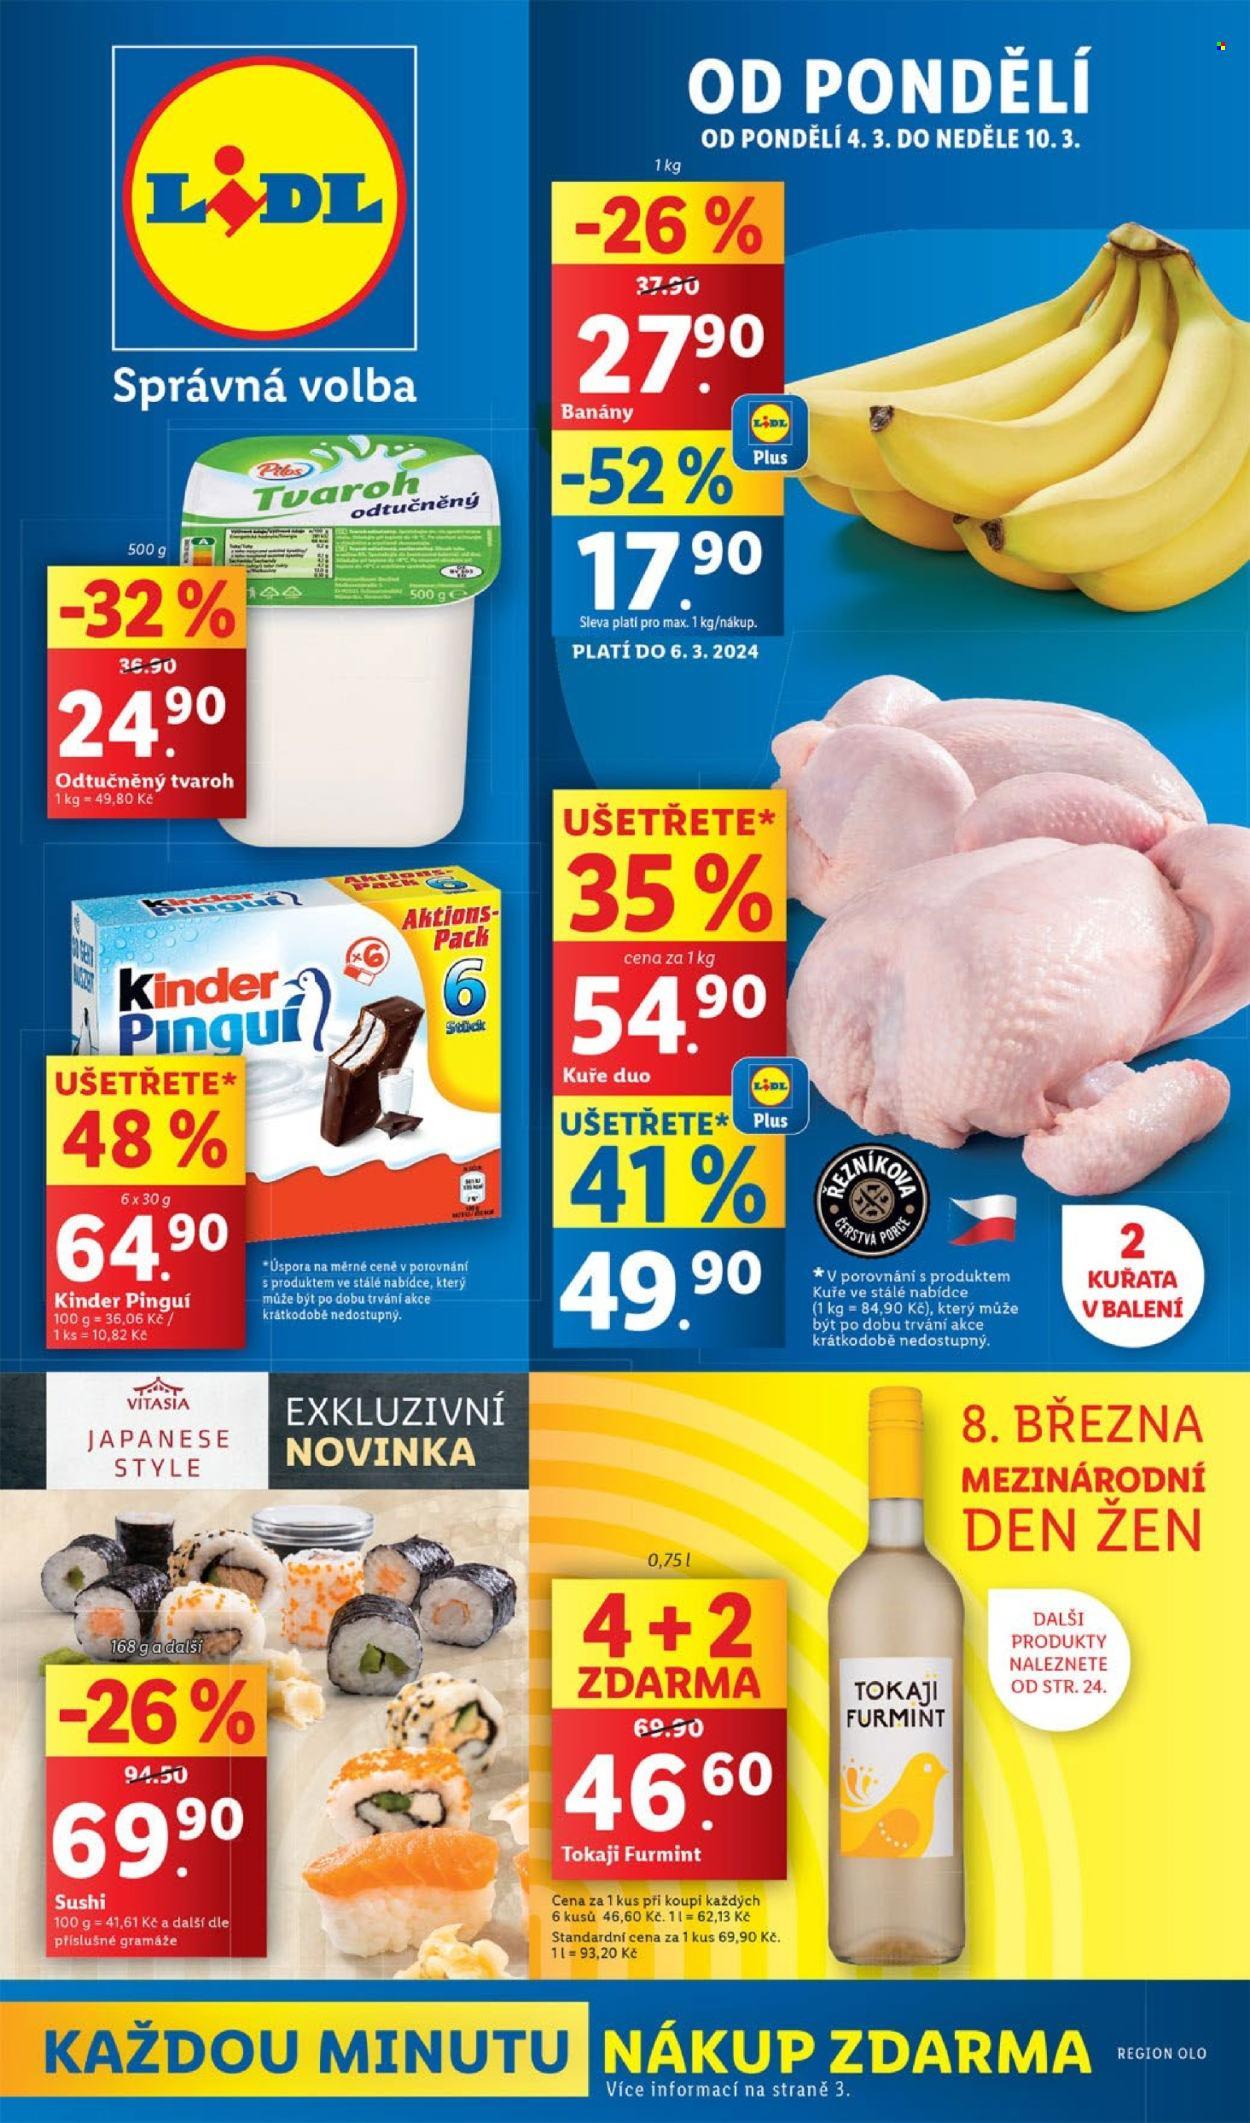 LIDL
Správná volba
OD PONDĚLÍ
OD PONDĚLÍ 4. 3. DO NEDĚLE 10. 3.
1 kg
-26 %
37.90
27.90
Banány
LIDL
Plus
-52 %
17.90
Sleva platí pro max. 1 kg/nákup.
PLATÍ DO 6. 3. 2024
Pilos
Tvaroh
odtučněný
500 g e
500 g
-32 %
36.90
24.90
Odtučněný tvaroh
1 kg = 49,80 Kč
UŠETŘETE*
35 %
cena za 1 kg
54.90
Kuře duo
LIDL
Plus
UŠETŘETE*
41 %
49.90
ŘEZNÍKOVA
ČERSTVÁ PORCE
* V porovnání s produktem
Kuře ve stálé nabídce
(1 kg = 84,90 Kč), který může
být po dobu trvání akce
krátkodobě nedostupný.
2
KUŘATA
V BALENÍ
Kinder
Pinguí
Aktions-
Pack 6
Aktions-
Pack
6
Stück
x6
Kinder
Pinguí
UŠETŘETE*
48 %
6 x 30 g
64.90
Kinder Pinguí
100 g = 36,06 Kč /
1 ks = 10,82 Kč
*Úspora na měrné ceně v porovnání
s produktem ve stálé nabídce, který
může být po dobu trvání akce
krátkodobě nedostupný.
VITASIA
JAPANESE
STYLE
EXKLUZIVNÍ
NOVINKA
168 g a další
-26 %
94.50
69.90
Sushi
100 g = 41,61 Kč a další dle
příslušné gramáže
8. BŘEZNA
MEZINÁRODNÍ
DEN ŽEN
0,75 l
4 + 2
ZDARMA
69.90
46.60
Tokaji Furmint
Cena za 1 kus při koupi každých
6 kusů 46,60 Kč. 1 l = 62,13 Kč
Standardní cena za 1 kus 69,90 Kč.
1 l = 93,20 Kč
TOKAJI
FURMINT
DALŠÍ
PRODUKTY
NALEZNETE
OD STR. 24.
KAŽDOU MINUTU NÁKUP ZDARMA
REGION OLO
Více informací na straně 3.